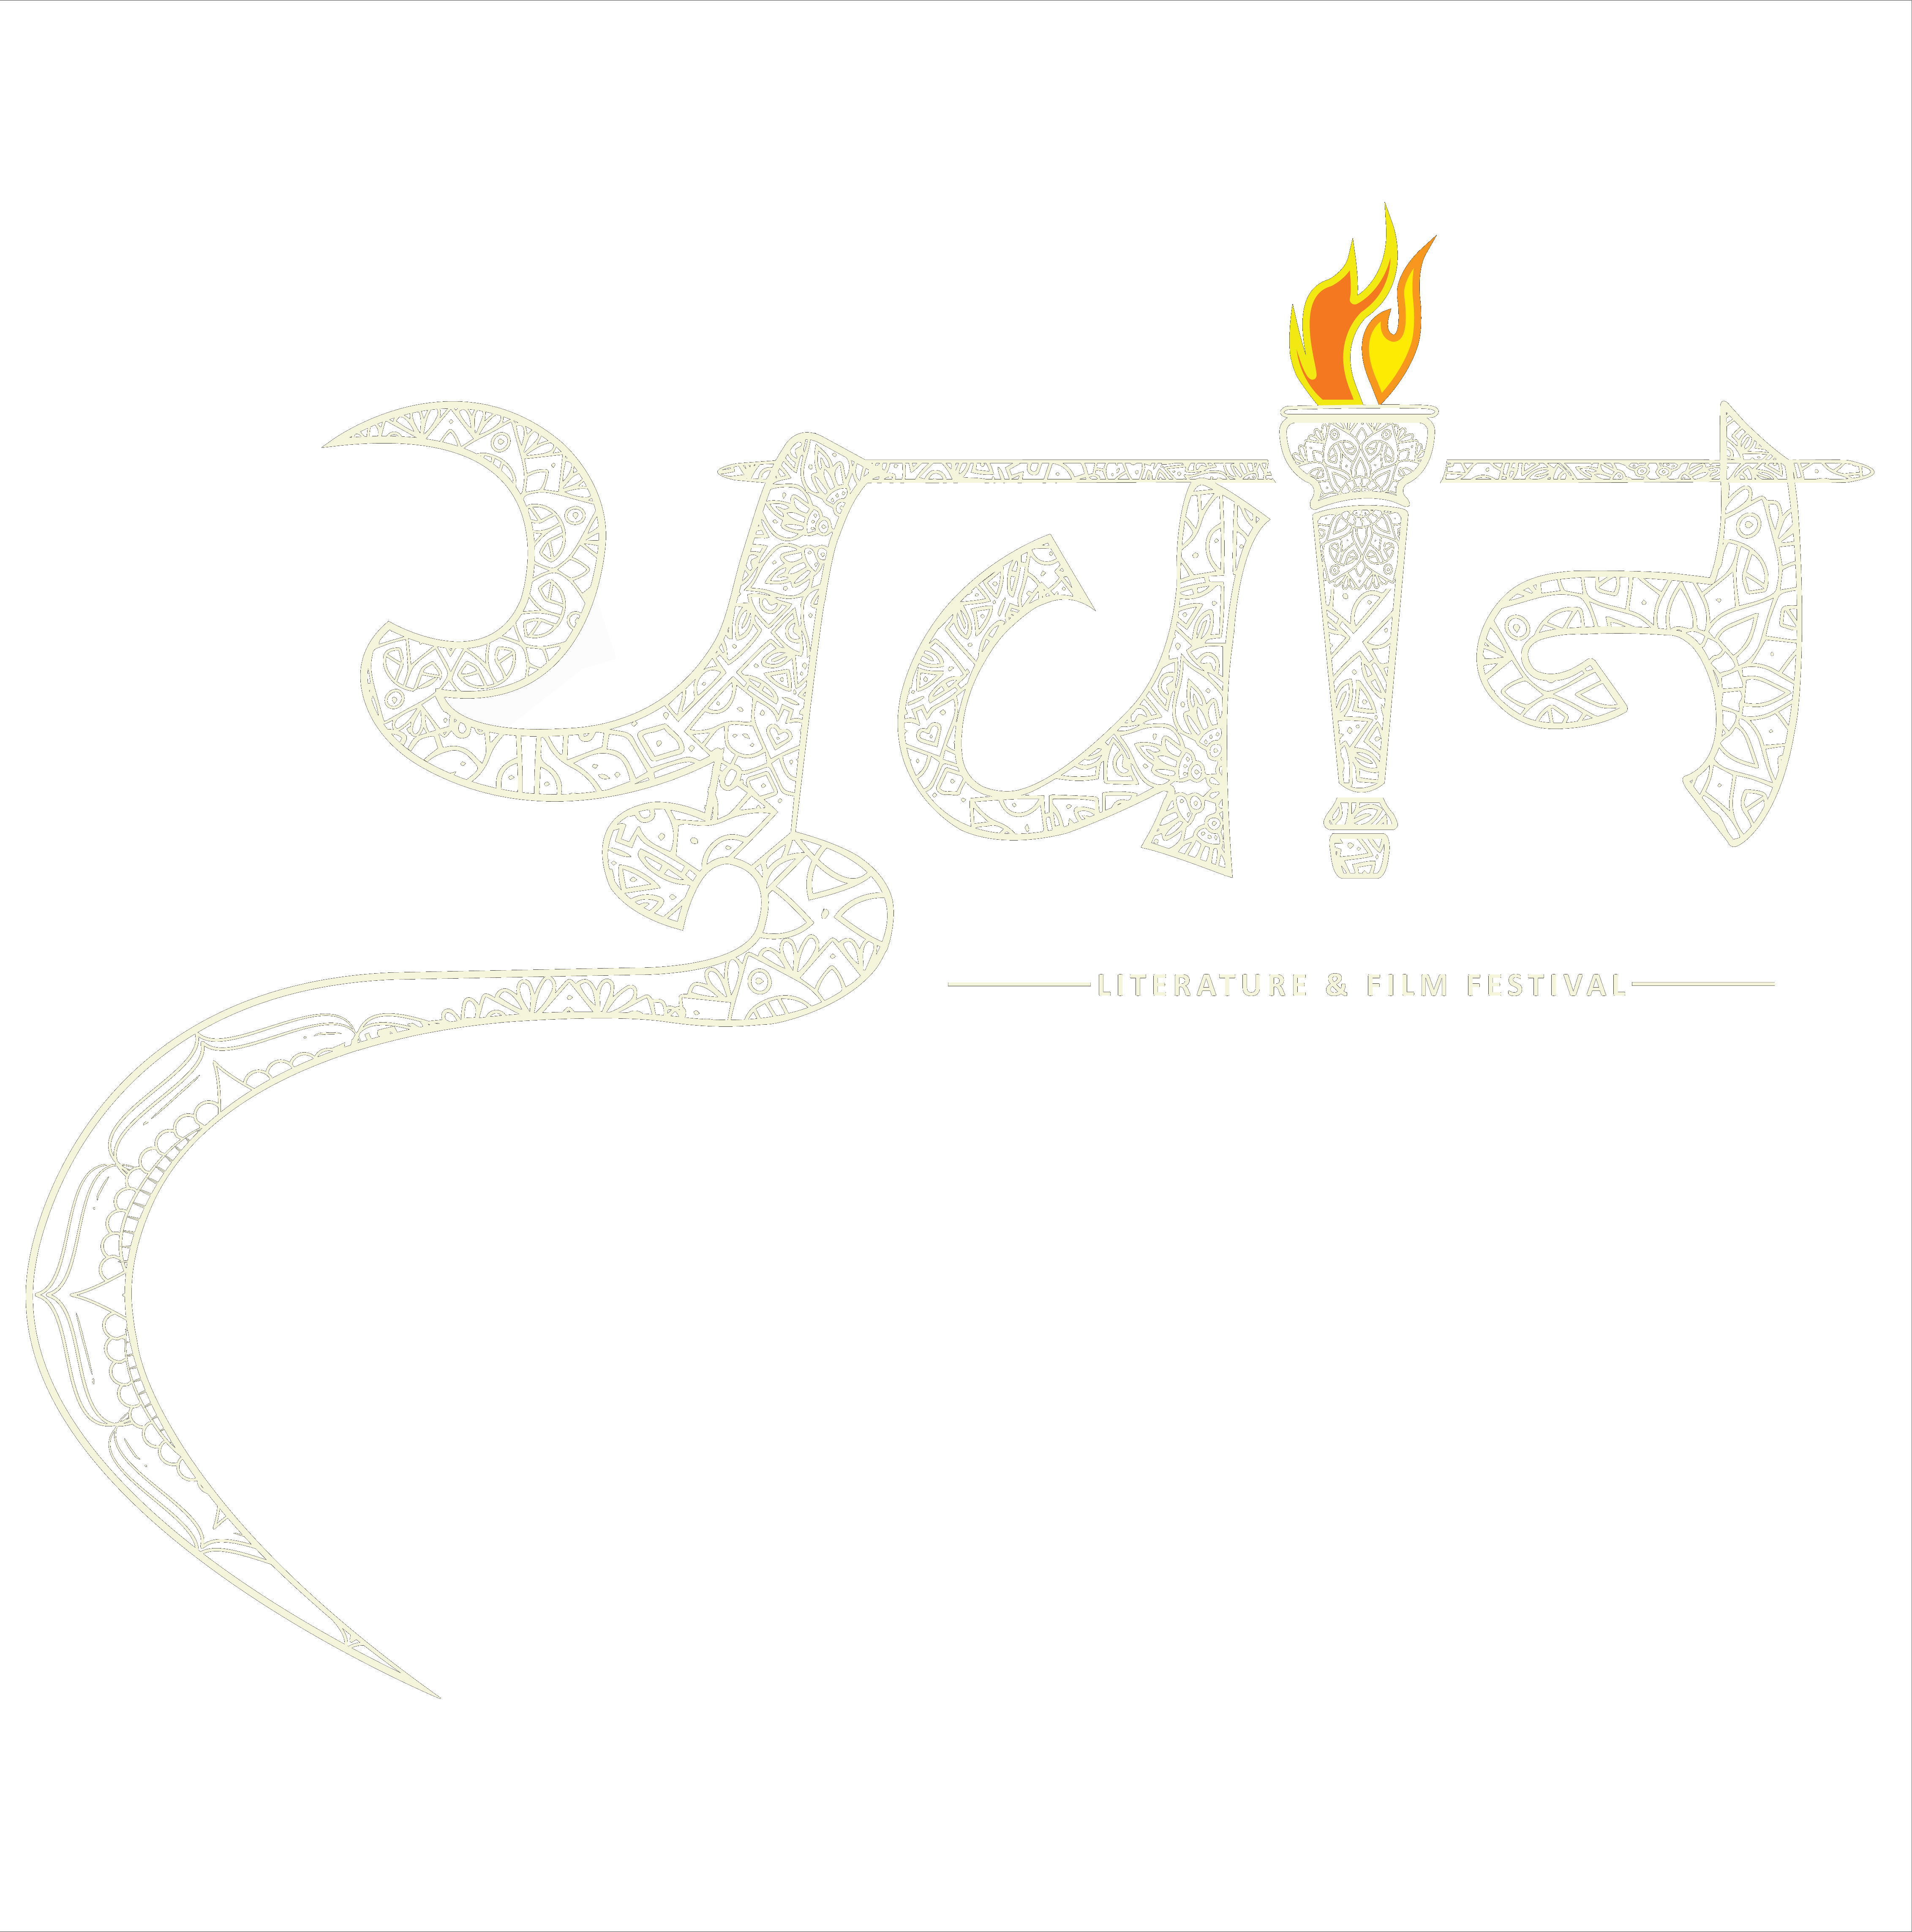 युवान
LITERATURE & FILM FESTIVAL